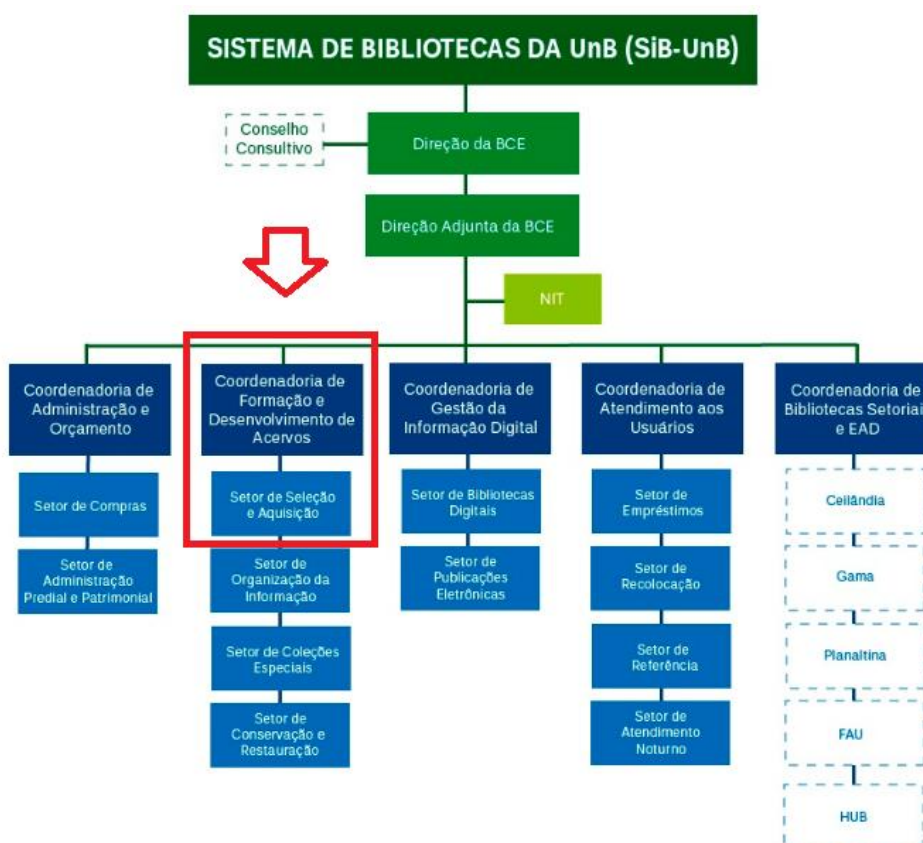 SISTEMA DE BIBLIOTECAS DA UnB (SiB-UnB)
Conselho
Consultivo
Direção da BCE
Direção Adjunta da BCE
NIT
Coordenadoria de
Administração e
Orçamento
Setor de Compras
Setor de
Administração
Predial e Patrimonial
Coordenadoria de
Formação e
Desenvolvimento de
Acervos
Setor de Seleção
e Aquisição
Setor de
Organização da
Informação
Setor de Coleções
Especiais
Setor de
Conservação e
Restauração
Coordenadoria de
Gestão da
Informação Digital
Setor de Bibliotecas
Digitais
Setor de
Publicações
Eletrônicas
Coordenadoria de
Atendimento aos
Usuários
Setor de
Empréstimos
Setor de
Recolocação
Setor de
Referência
Setor de
Atendimento
Noturno
Coordenadoria de
Bibliotecas Setoriais
e EAD
Ceilândia
Gama
Planaltina
FAU
HUB